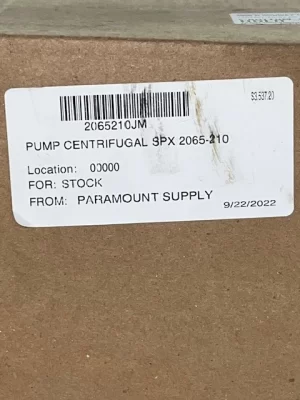 $3,537.20
2065210JM
PUMP CENTRIFUGAL SPX 2065-210
Location: 00000
FOR: STOCK
FROM: PARAMOUNT SUPPLY
9/22/2022